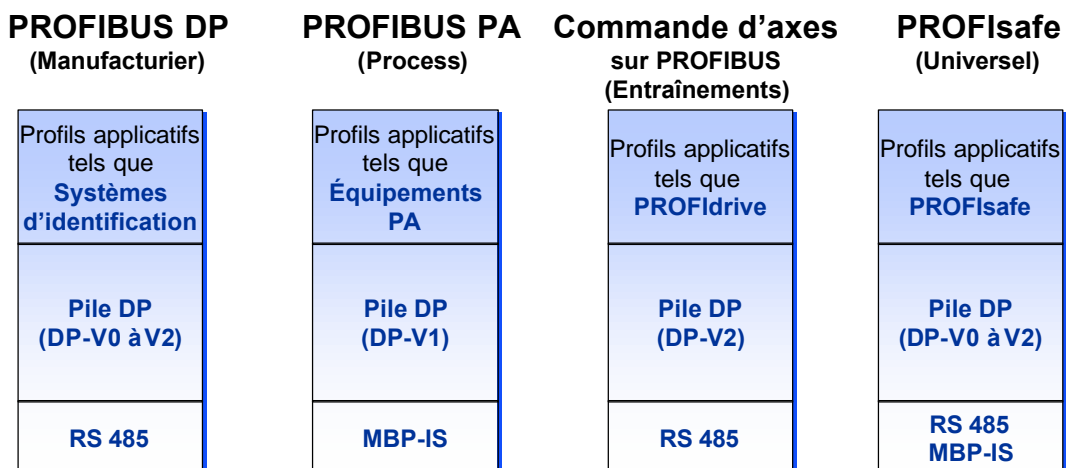 PROFIBUS DP
(Manufacturier)
Profils applicatifs
tels que
Systèmes
d'identification
Pile DP
(DP-V0 à V2)
RS 485
PROFIBUS PA
(Process)
Profils applicatifs
tels que
Équipements
PA
Pile DP
(DP-V1)
MBP-IS
Commande d'axes
sur PROFIBUS
(Entraînements)
Profils applicatifs
tels que
PROFIdrive
Pile DP
(DP-V2)
RS 485
PROFIsafe
(Universel)
Profils applicatifs
tels que
PROFIsafe
Pile DP
(DP-V0 à V2)
RS 485
MBP-IS